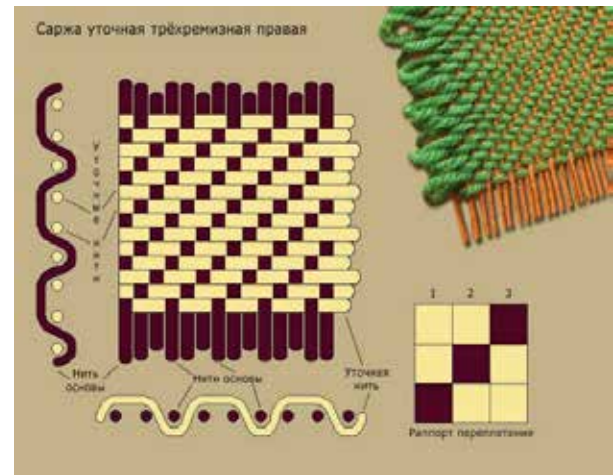 Саржа уточная трёхремизная правая
Уточные нити
Нить
основы
Нити основы
Уточная
нить
1 2 3
Раппорт переплетения